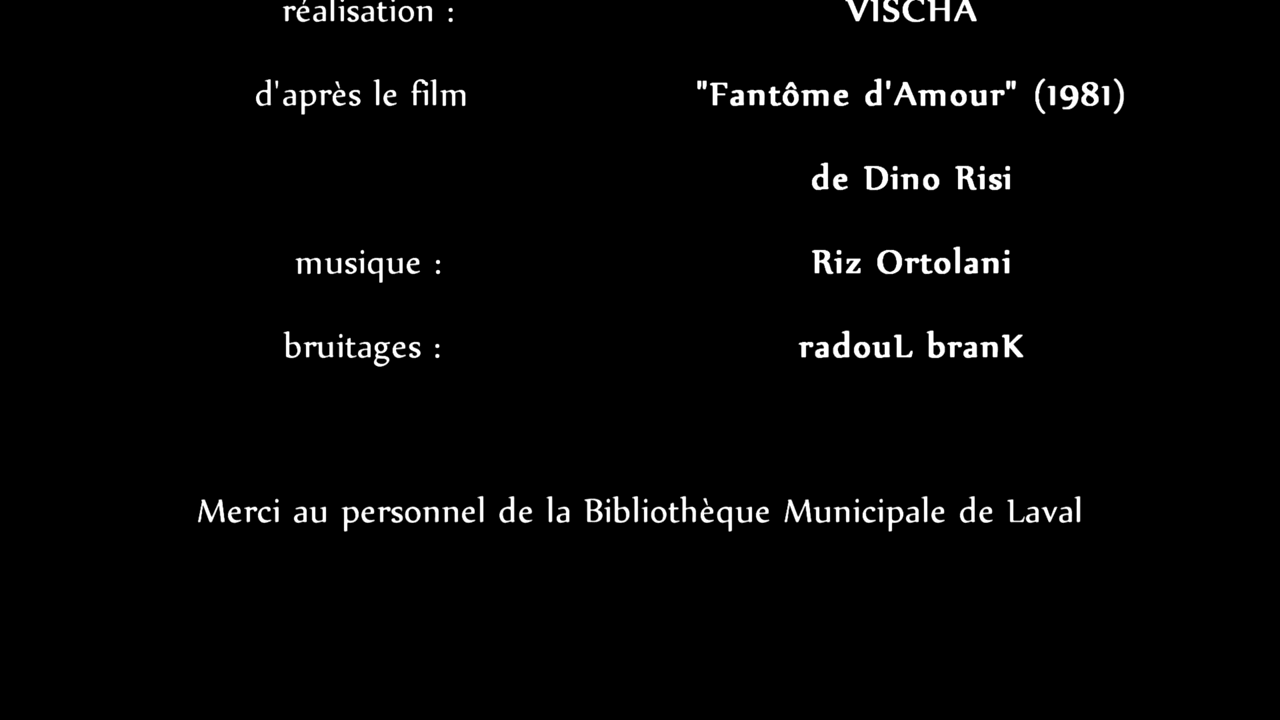 réalisation : VISCHA
d'après le film "Fantôme d'Amour" (1981)
de Dino Risi
musique : Riz Ortolani
bruitages : radouL branK
Merci au personnel de la Bibliothèque Municipale de Laval